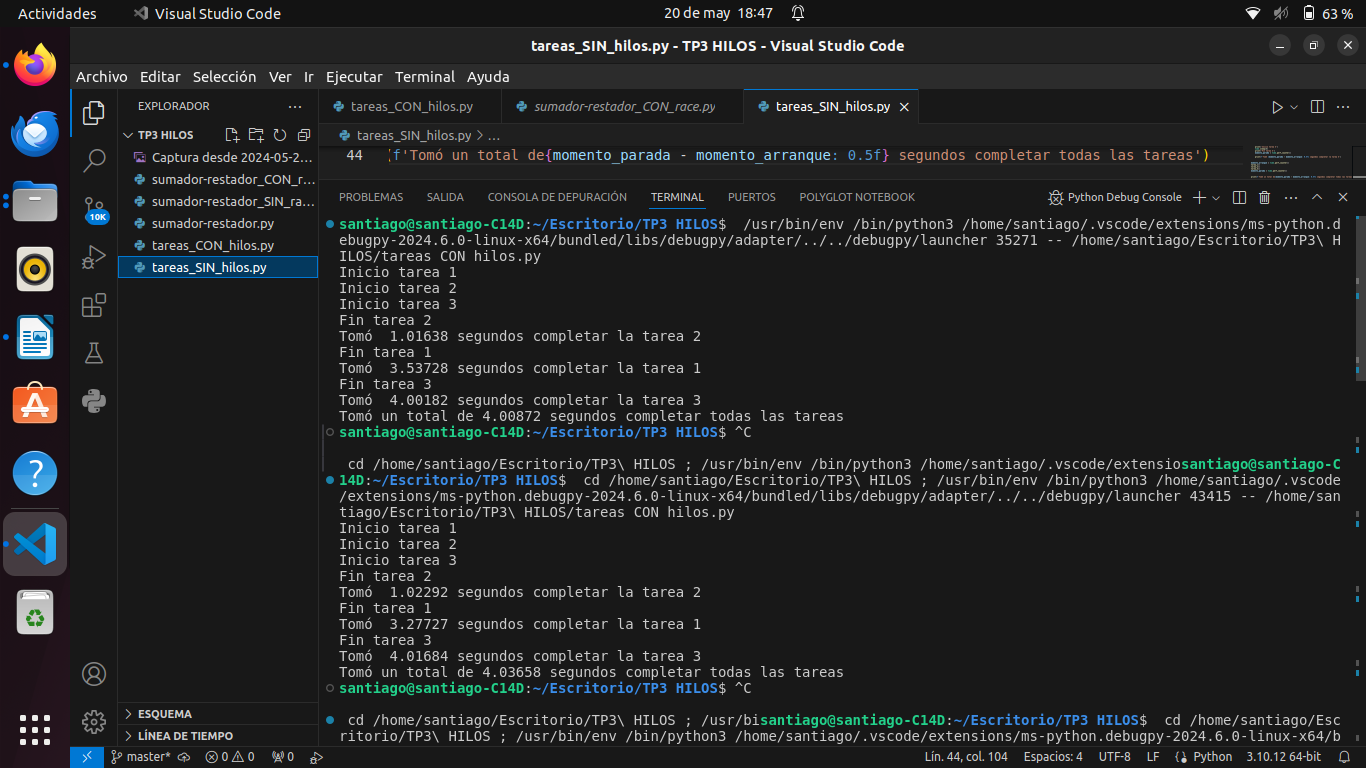 Actividades
Visual Studio Code
20 de may 18:47
63 %
tareas_SIN_hilos.py - TP3 HILOS - Visual Studio Code
Archivo Editar Selección Ver Ir Ejecutar Terminal Ayuda
EXPLORADOR
tareas_CON_hilos.py
sumador-restador_CON_race.py
tareas_SIN_hilos.py
TP3 HILOS
tareas_SIN_hilos.py > ...
Captura desde 2024-05-2...
sumador-restador_CON_r...
sumador-restador_SIN_ra...
sumador-restador.py
tareas_CON_hilos.py
tareas_SIN_hilos.py
10K
ESQUEMA
LÍNEA DE TIEMPO
44 (f'Tomó un total de{momento_parada - momento_arranque: 0.5f} segundos completar todas las tareas')
PROBLEMAS SALIDA CONSOLA DE DEPURACIÓN TERMINAL PUERTOS POLYGLOT NOTEBOOK
Python Debug Console
santiago@santiago-C14D:~/Escritorio/TP3 HILOS$  /usr/bin/env /bin/python3 /home/santiago/.vscode/extensions/ms-python.d
ebugpy-2024.6.0-linux-x64/bundled/libs/debugpy/adapter/../../debugpy/launcher 35271 -- /home/santiago/Escritorio/TP3\ H
ILOS/tareas CON hilos.py
Inicio tarea 1
Inicio tarea 2
Inicio tarea 3
Fin tarea 2
Tomó  1.01638 segundos completar la tarea 2
Fin tarea 1
Tomó  3.53728 segundos completar la tarea 1
Fin tarea 3
Tomó  4.00182 segundos completar la tarea 3
Tomó un total de 4.00872 segundos completar todas las tareas
santiago@santiago-C14D:~/Escritorio/TP3 HILOS$ ^C
cd /home/santiago/Escritorio/TP3\ HILOS ; /usr/bin/env /bin/python3 /home/santiago/.vscode/extensiosantiago@santiago-C
14D:~/Escritorio/TP3 HILOS$  cd /home/santiago/Escritorio/TP3\ HILOS ; /usr/bin/env /bin/python3 /home/santiago/.vscode
/extensions/ms-python.debugpy-2024.6.0-linux-x64/bundled/libs/debugpy/adapter/../../debugpy/launcher 43415 -- /home/san
tiago/Escritorio/TP3\ HILOS/tareas CON hilos.py
Inicio tarea 1
Inicio tarea 2
Inicio tarea 3
Fin tarea 2
Tomó  1.02292 segundos completar la tarea 2
Fin tarea 1
Tomó  3.27727 segundos completar la tarea 1
Fin tarea 3
Tomó  4.01684 segundos completar la tarea 3
Tomó un total de 4.03658 segundos completar todas las tareas
santiago@santiago-C14D:~/Escritorio/TP3 HILOS$ ^C
cd /home/santiago/Escritorio/TP3\ HILOS ; /usr/bisantiago@santiago-C14D:~/Escritorio/TP3 HILOS$  cd /home/santiago/Esc
ritorio/TP3\ HILOS ; /usr/bin/env /bin/python3 /home/santiago/.vscode/extensions/ms-python.debugpy-2024.6.0-linux-x64/b
master* 0 0 0 Lín. 44, col. 104 Espacios: 4 UTF-8 LF Python 3.10.12 64-bit